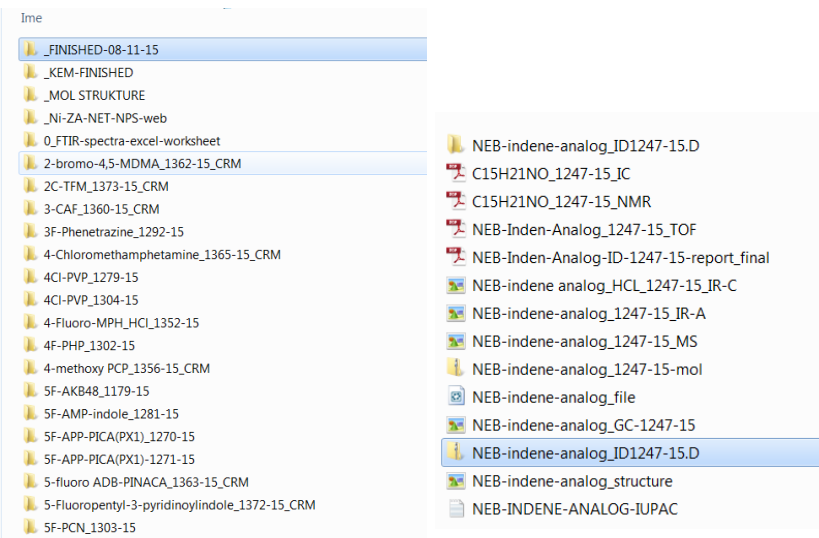 Ime
_FINISHED-08-11-15
_KEM-FINISHED
_MOL STRUKTURE
_Ni-ZA-NET-NPS-web
0_FTIR-spectra-excel-worksheet
2-bromo-4,5-MDMA_1362-15_CRM
2C-TFM_1373-15_CRM
3-CAF_1360-15_CRM
3F-Phenetrazine_1292-15
4-Chloromethamphetamine_1365-15_CRM
4Cl-PVP_1279-15
4Cl-PVP_1304-15
4-Fluoro-MPH_HCl_1352-15
4F-PHP_1302-15
4-methoxy PCP_1356-15_CRM
5F-AKB48_1179-15
5F-AMP-indole_1281-15
5F-APP-PICA(PX1)_1270-15
5F-APP-PICA(PX1)-1271-15
5-fluoro ADB-PINACA_1363-15_CRM
5-Fluoropentyl-3-pyridinoylindole_1372-15_CRM
5F-PCN_1303-15
NEB-indene-analog_ID1247-15.D
C15H21NO_1247-15_IC
C15H21NO_1247-15_NMR
NEB-Inden-Analog_1247-15_TOF
NEB-Inden-Analog-ID-1247-15-report_final
NEB-indene analog_HCL_1247-15_IR-C
NEB-indene-analog_1247-15_IR-A
NEB-indene-analog_1247-15_MS
NEB-indene-analog_1247-15-mol
NEB-indene-analog_file
NEB-indene-analog_GC-1247-15
NEB-indene-analog_ID1247-15.D
NEB-indene-analog_structure
NEB-INDENE-ANALOG-IUPAC